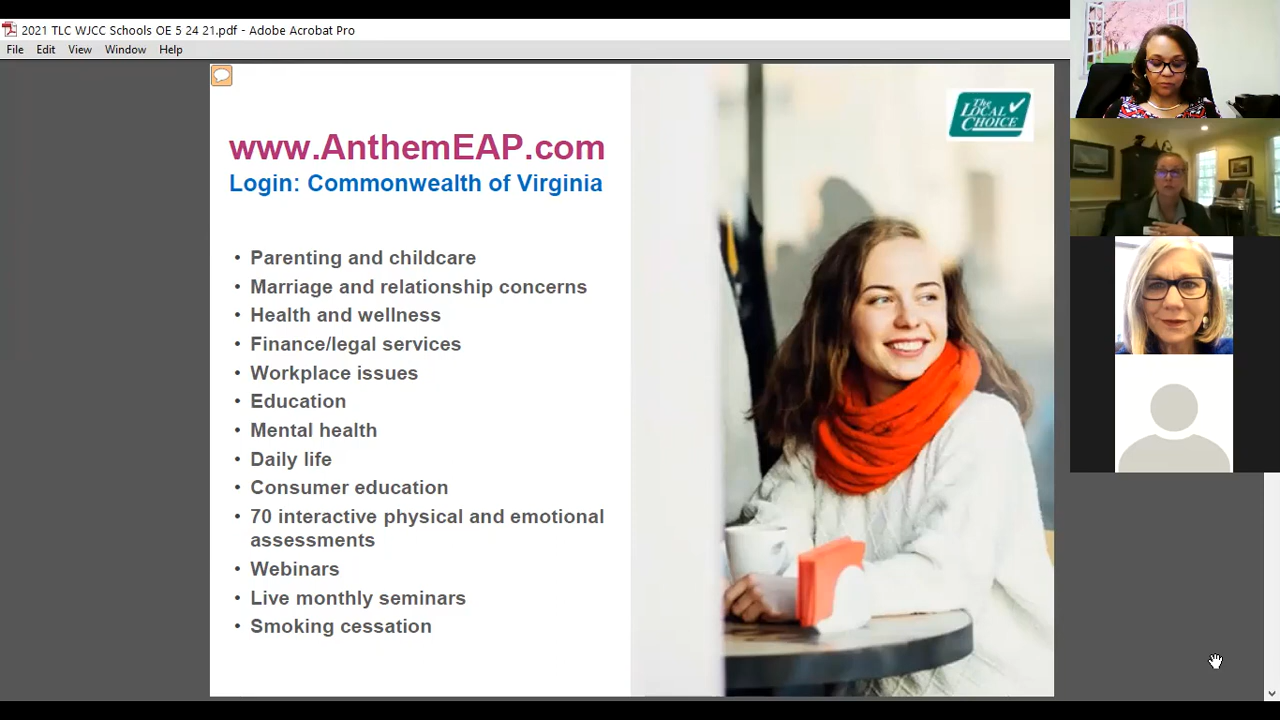 2021 TLC WJCC Schools OE 5 24 21.pdf - Adobe Acrobat Pro
File Edit View Window Help
www.AnthemEAP.com
Login: Commonwealth of Virginia
The
LOCAL
CHOICE
• Parenting and childcare
• Marriage and relationship concerns
• Health and wellness
• Finance/legal services
• Workplace issues
• Education
• Mental health
• Daily life
• Consumer education
• 70 interactive physical and emotional
assessments
• Webinars
• Live monthly seminars
• Smoking cessation